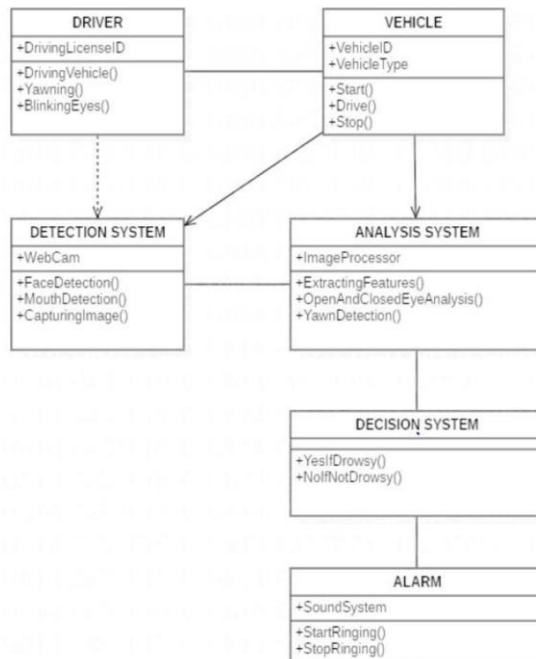 DRIVER
+DrivingLicenseID
+DrivingVehicle()
+Yawning()
+BlinkingEyes()
VEHICLE
+VehicleID
+VehicleType
+Start()
+Drive()
+Stop()
DETECTION SYSTEM
+WebCam
+FaceDetection()
+MouthDetection()
+CapturingImage()
ANALYSIS SYSTEM
+ImageProcessor
+ExtractingFeatures()
+OpenAndClosedEyeAnalysis()
+YawnDetection()
DECISION SYSTEM
+YesIfDrowsy()
+NoIfNotDrowsy()
ALARM
+SoundSystem
+StartRinging()
+StopRinging()